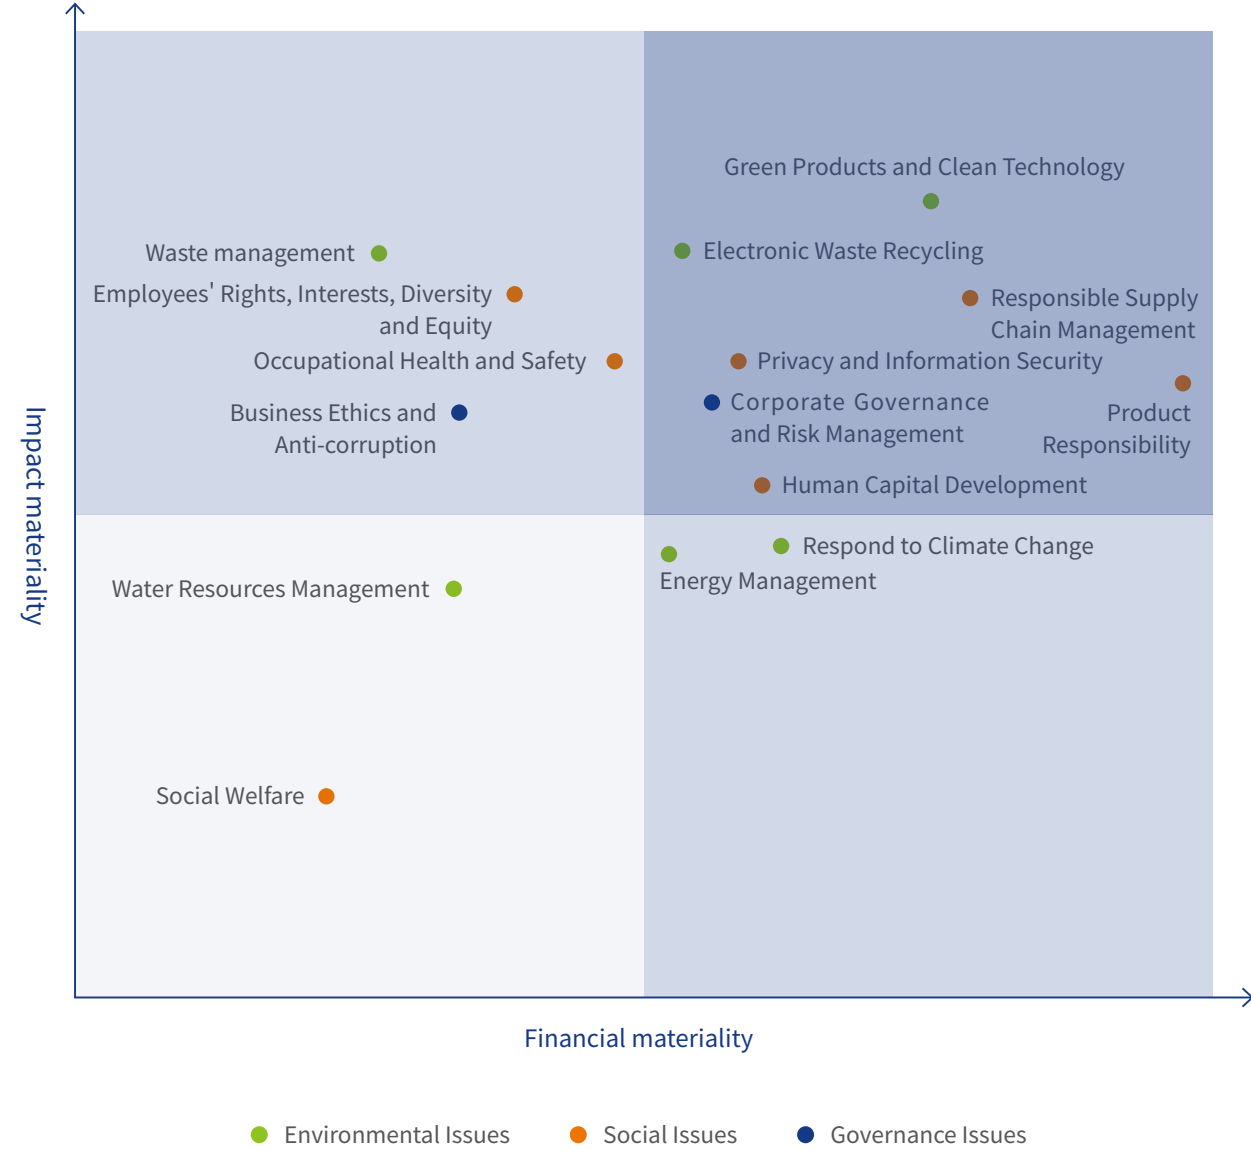 Green Products and Clean Technology
Waste management
Electronic Waste Recycling
Employees' Rights, Interests, Diversity
and Equity
Responsible Supply
Chain Management
Occupational Health and Safety
Privacy and Information Security
Business Ethics and
Anti-corruption
Corporate Governance
and Risk Management
Product
Responsibility
Human Capital Development
Impact materiality
Respond to Climate Change
Energy Management
Water Resources Management
Social Welfare
Financial materiality
Environmental Issues
Social Issues
Governance Issues